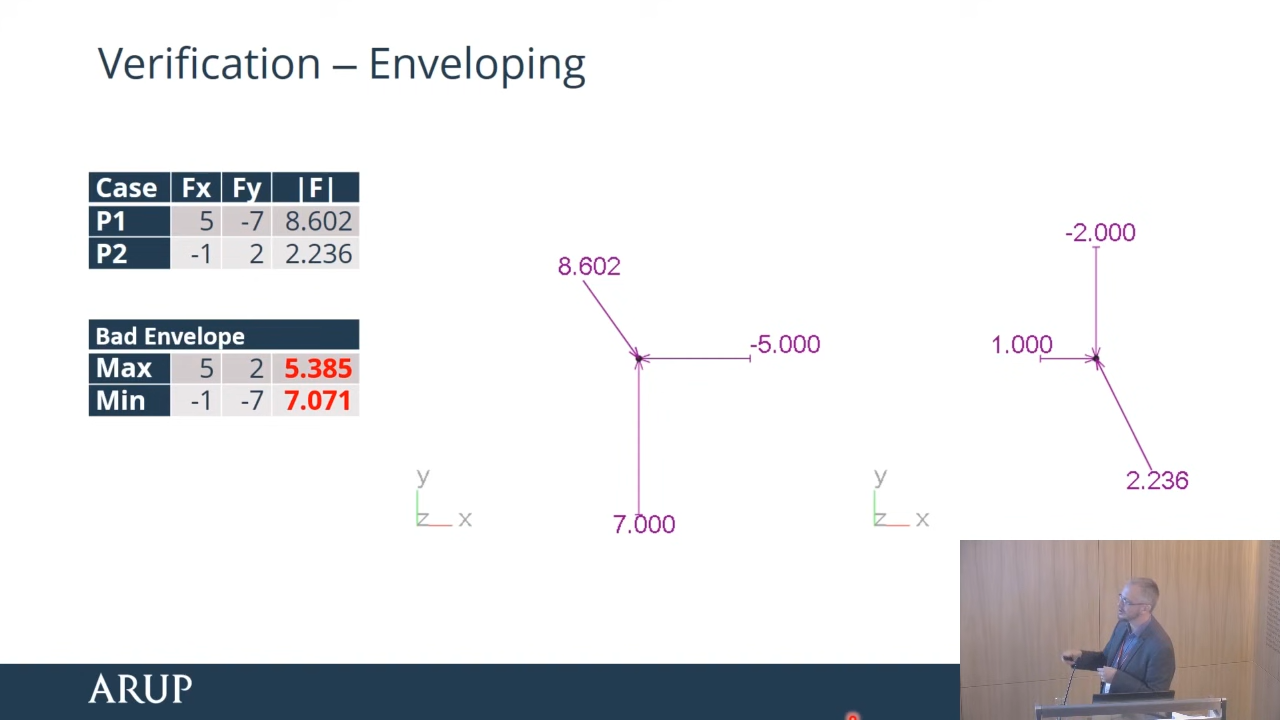 Verification – Enveloping
Case Fx Fy |F|
P1 5 -7 8.602
P2 -1 2 2.236
Bad Envelope
Max 5 2 5.385
Min -1 -7 7.071
8.602
-5.000
7.000
y
z x
-2.000
1.000
2.236
y
z x
ARUP